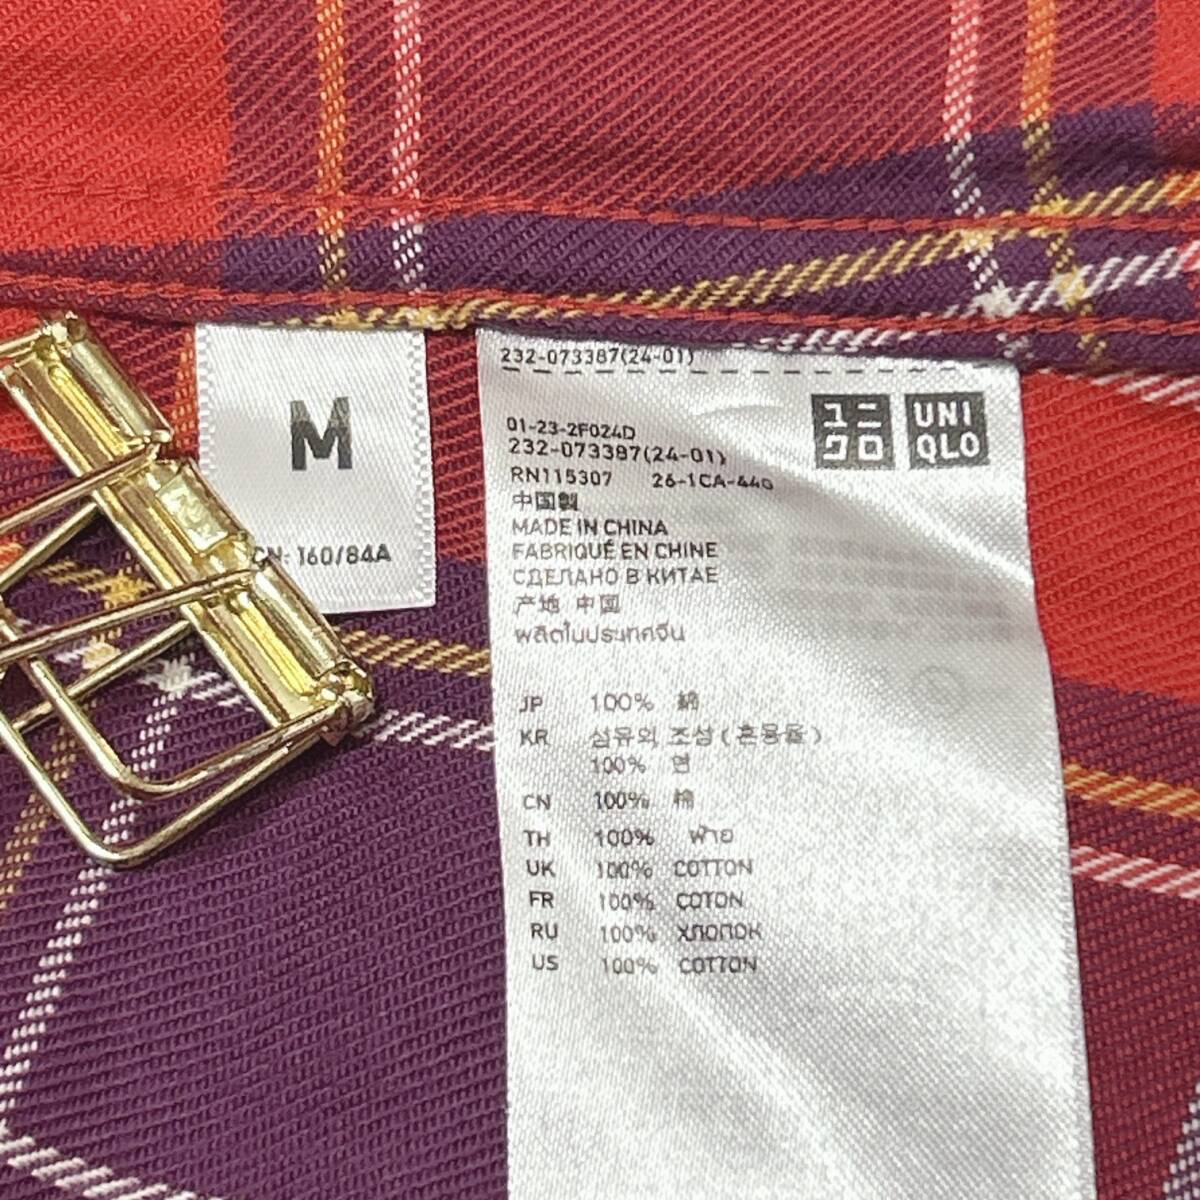 M
CN: 160/84A
232-073387(24-01)
ユニ
クロ
UNI
QLO
01-23-2F024D
232-073387(24-01)
RN115307 26-1CA-440
中国製
MADE IN CHINA
FABRIQUÉ EN CHINE
СДЕЛАНО В КИТАЕ
产地 中国
ผลิตในประเทศจีน
JP 100% 綿
KR 섬유의 조성(혼용율)
100% 면
CN 100% 棉
TH 100% ฝ้าย
UK 100% COTTON
FR 100% COTON
RU 100% ХЛОПОК
US 100% COTTON